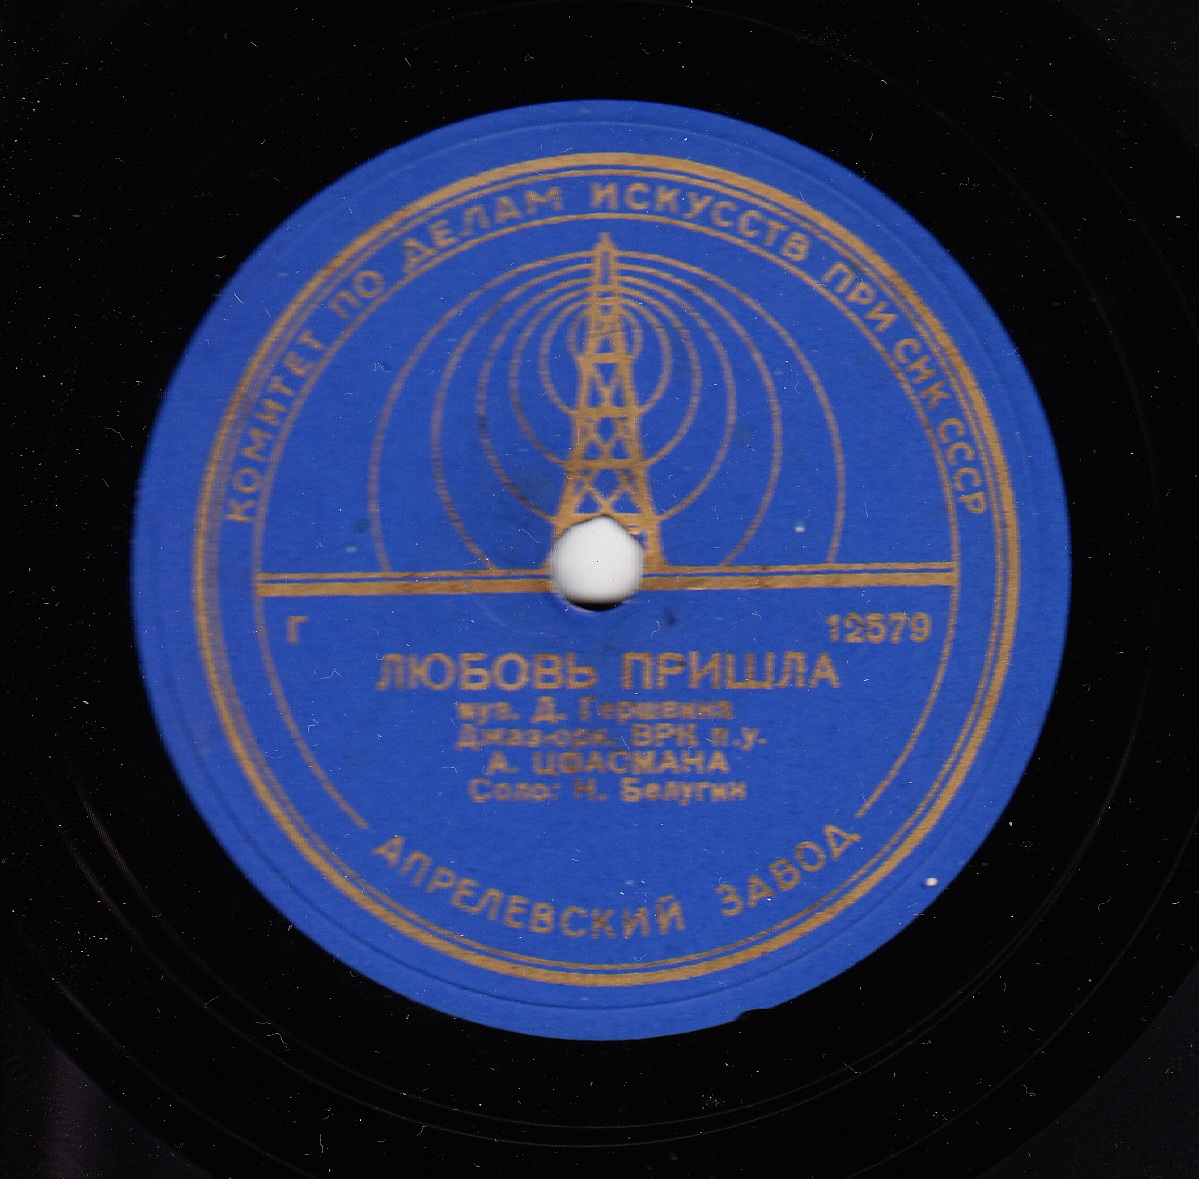 КОМИТЕТ ПО ДЕЛАМ ИСКУССТВ ПРИ СНК СССР
Г 12579
ЛЮБОВЬ ПРИШЛА
муз. Д. Гершвина
Джаз-орк. ВРК п.у.
А. ЦФАСМАНА
Соло: Н. Белугин
АПРЕЛЕВСКИЙ ЗАВОД